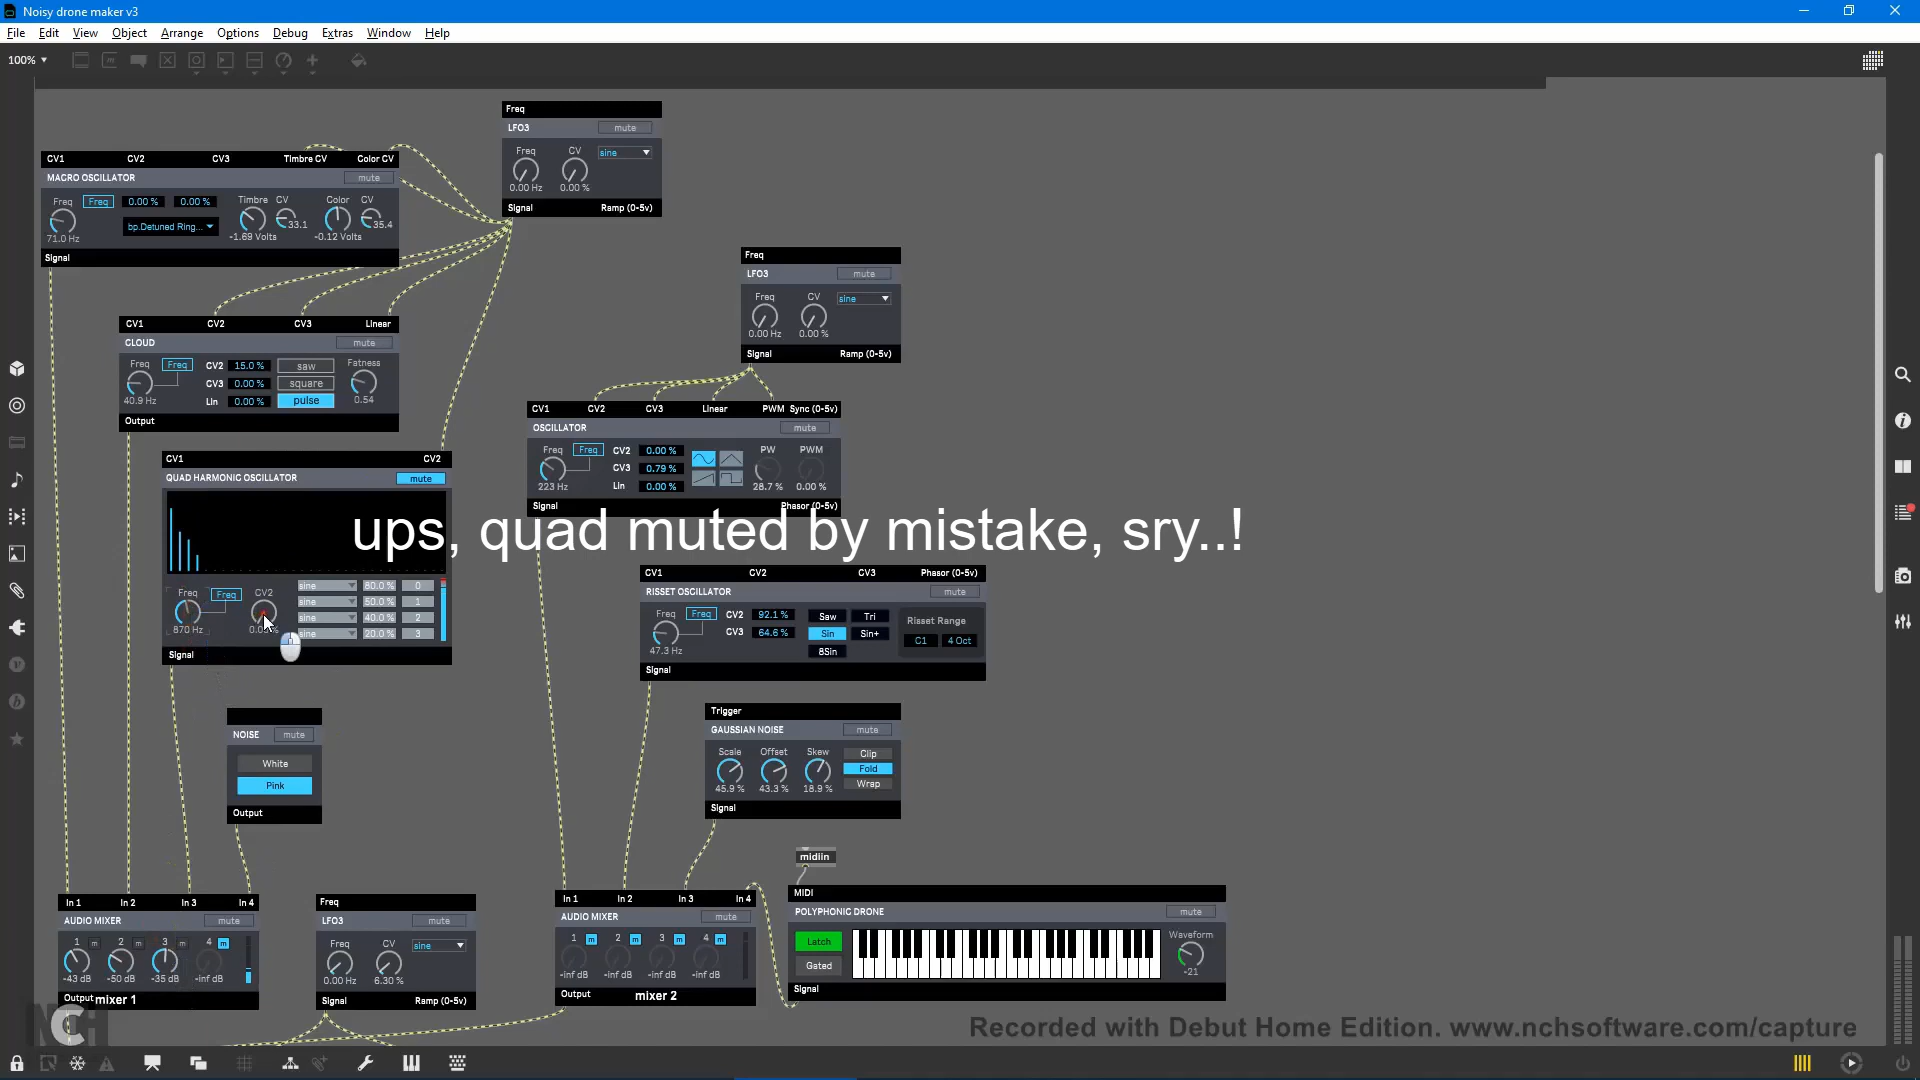 Noisy drone maker v3
File Edit View Object Arrange Options Debug Extras Window Help
100%
Freq
LFO3 mute
Freq CV sine
0.00 Hz 0.00 %
Signal Ramp (0-5v)
CV1 CV2 CV3 Timbre CV Color CV
MACRO OSCILLATOR mute
Freq Freq 0.00 % 0.00 % Timbre CV Color CV
bp.Detuned Ring... 33.1 35.4
71.0 Hz -1.69 Volts -0.12 Volts
Signal
Freq
LFO3 mute
Freq CV sine
0.00 Hz 0.00 %
Signal Ramp (0-5v)
CV1 CV2 CV3 Linear
CLOUD mute
Freq Freq CV2 15.0 % saw Fatness
CV3 0.00 % square
40.9 Hz Lin 0.00 % pulse 0.54
Output
CV1 CV2 CV3 Linear PWM Sync (0-5v)
OSCILLATOR mute
Freq Freq CV2 0.00 % PW PWM
CV3 0.79 %
223 Hz Lin 0.00 % 28.7 % 0.00 %
Signal Phasor (0-5v)
CV1 CV2
QUAD HARMONIC OSCILLATOR mute
ups, quad muted by mistake, sry..!
Freq Freq CV2 sine 80.0 % 0
sine 50.0 % 1
sine 40.0 % 2
870 Hz sine 20.0 % 3
Signal
CV1 CV2 CV3 Phasor (0-5v)
RISSET OSCILLATOR mute
Freq Freq CV2 92.1 % Saw Tri Risset Range
CV3 64.6 % Sin Sin+ C1 4 Oct
47.3 Hz 8Sin
Signal
NOISE mute
White
Pink
Output
Trigger
GAUSSIAN NOISE mute
Scale Offset Skew Clip
Fold
45.9 % 43.3 % 18.9 % Wrap
Signal
midiin
In 1 In 2 In 3 In 4
AUDIO MIXER mute
1 m 2 m 3 m 4 m
-43 dB -50 dB -35 dB -inf dB
Output mixer 1
Freq
LFO3 mute
Freq CV sine
0.00 Hz 6.30 %
Signal Ramp (0-5v)
In 1 In 2 In 3 In 4
AUDIO MIXER mute
1 m 2 m 3 m 4 m
-inf dB -inf dB -inf dB -inf dB
Output mixer 2
MIDI
POLYPHONIC DRONE mute
Latch Waveform
Gated -21
Signal
NCH
Recorded with Debut Home Edition. www.nchsoftware.com/capture